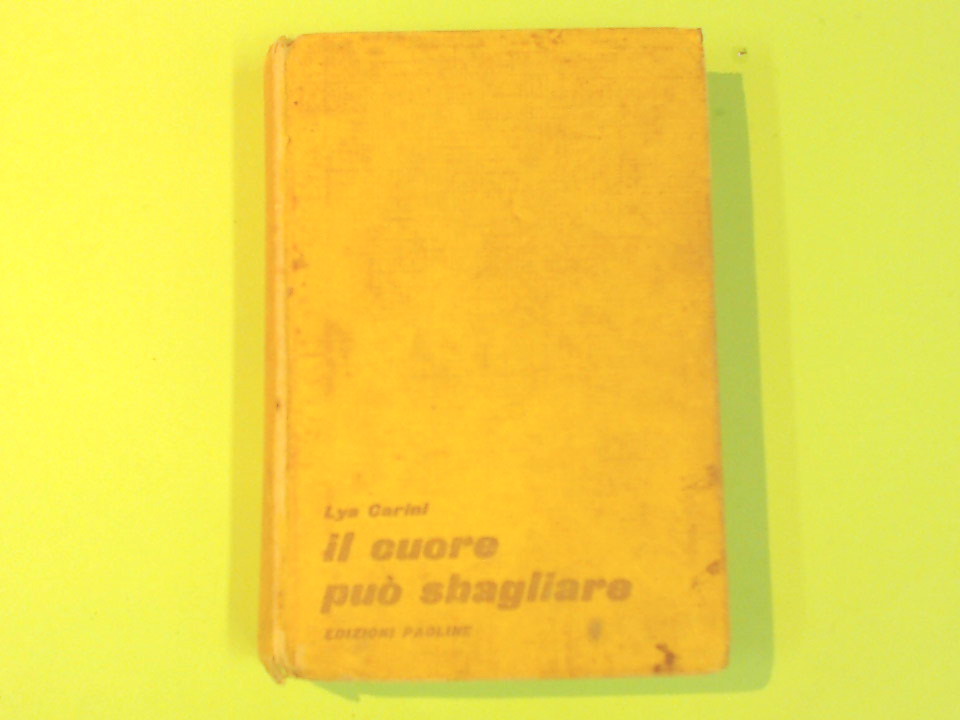 Lya Carini
il cuore
può sbagliare
EDIZIONI PAOLINE